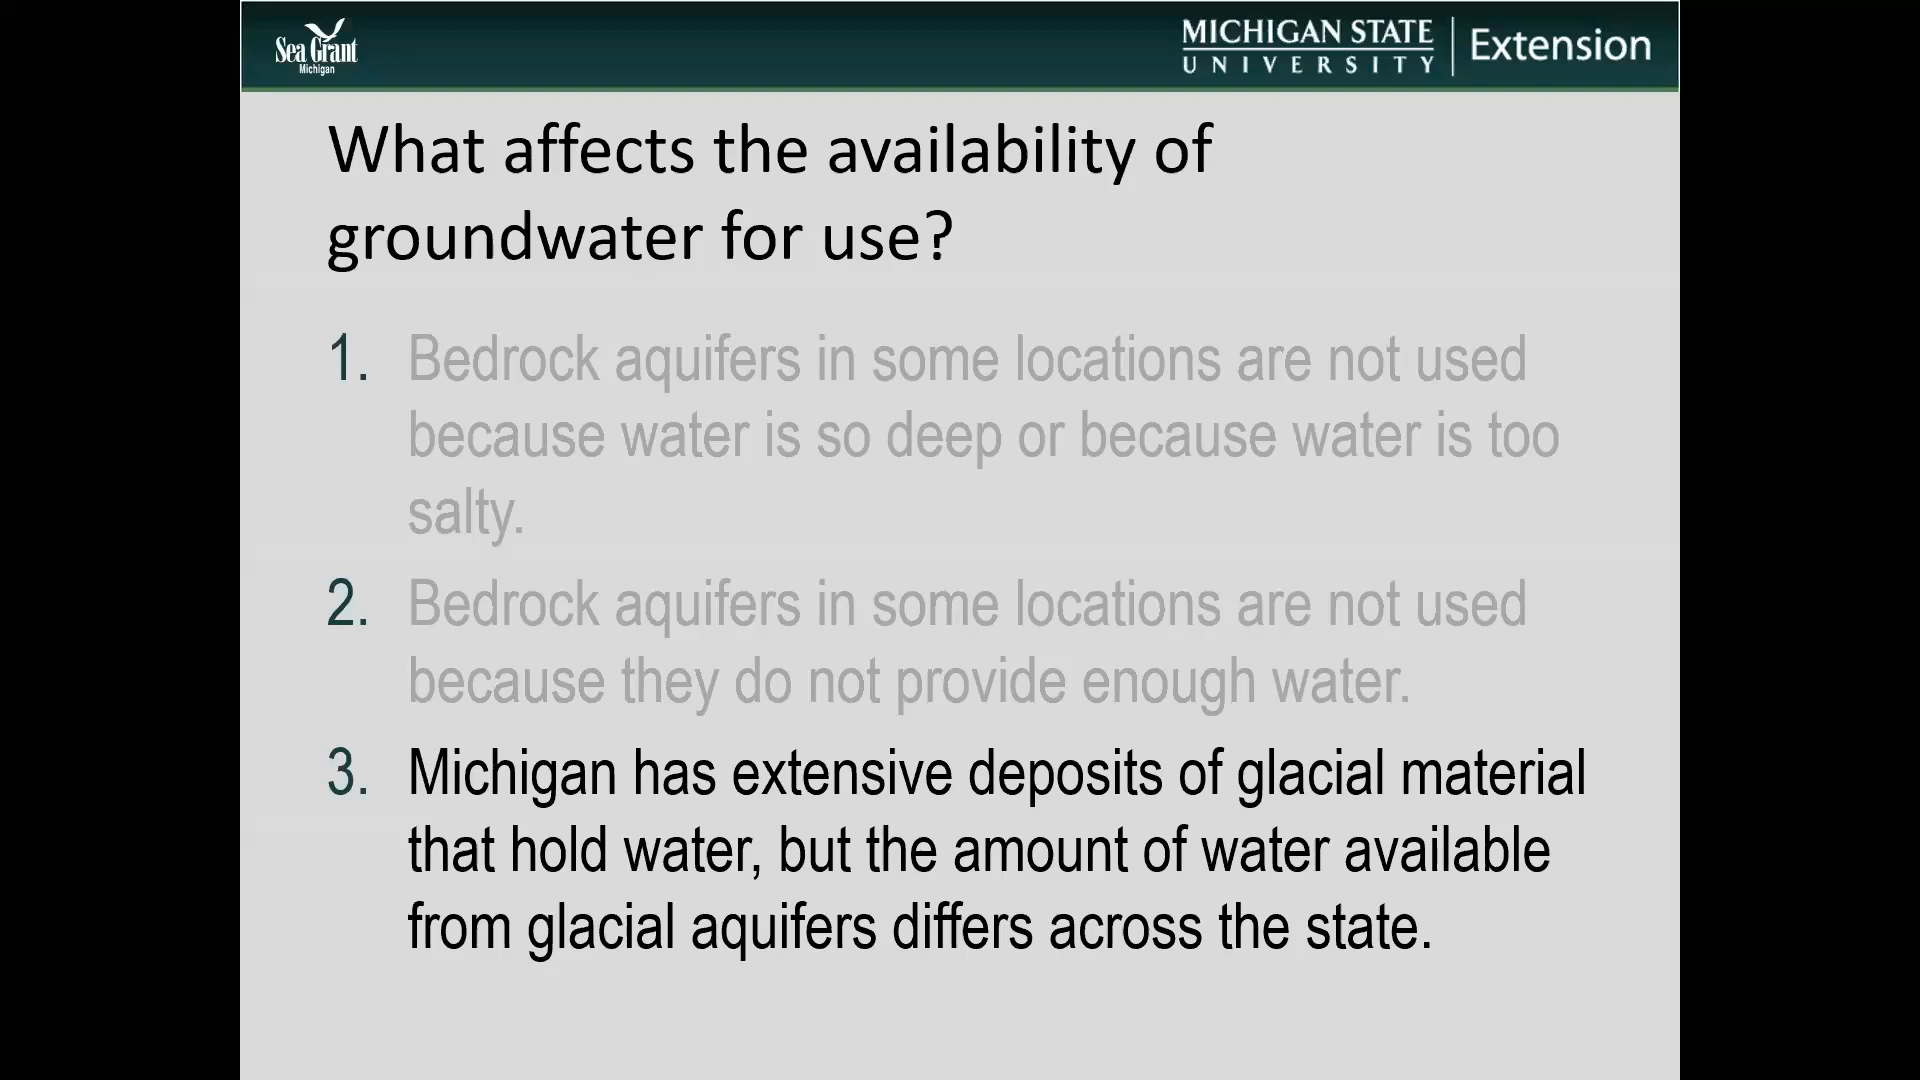 Sea Grant
Michigan
MICHIGAN STATE
UNIVERSITY
Extension
What affects the availability of
groundwater for use?
1. Bedrock aquifers in some locations are not used
because water is so deep or because water is too
salty.
2. Bedrock aquifers in some locations are not used
because they do not provide enough water.
3. Michigan has extensive deposits of glacial material
that hold water, but the amount of water available
from glacial aquifers differs across the state.